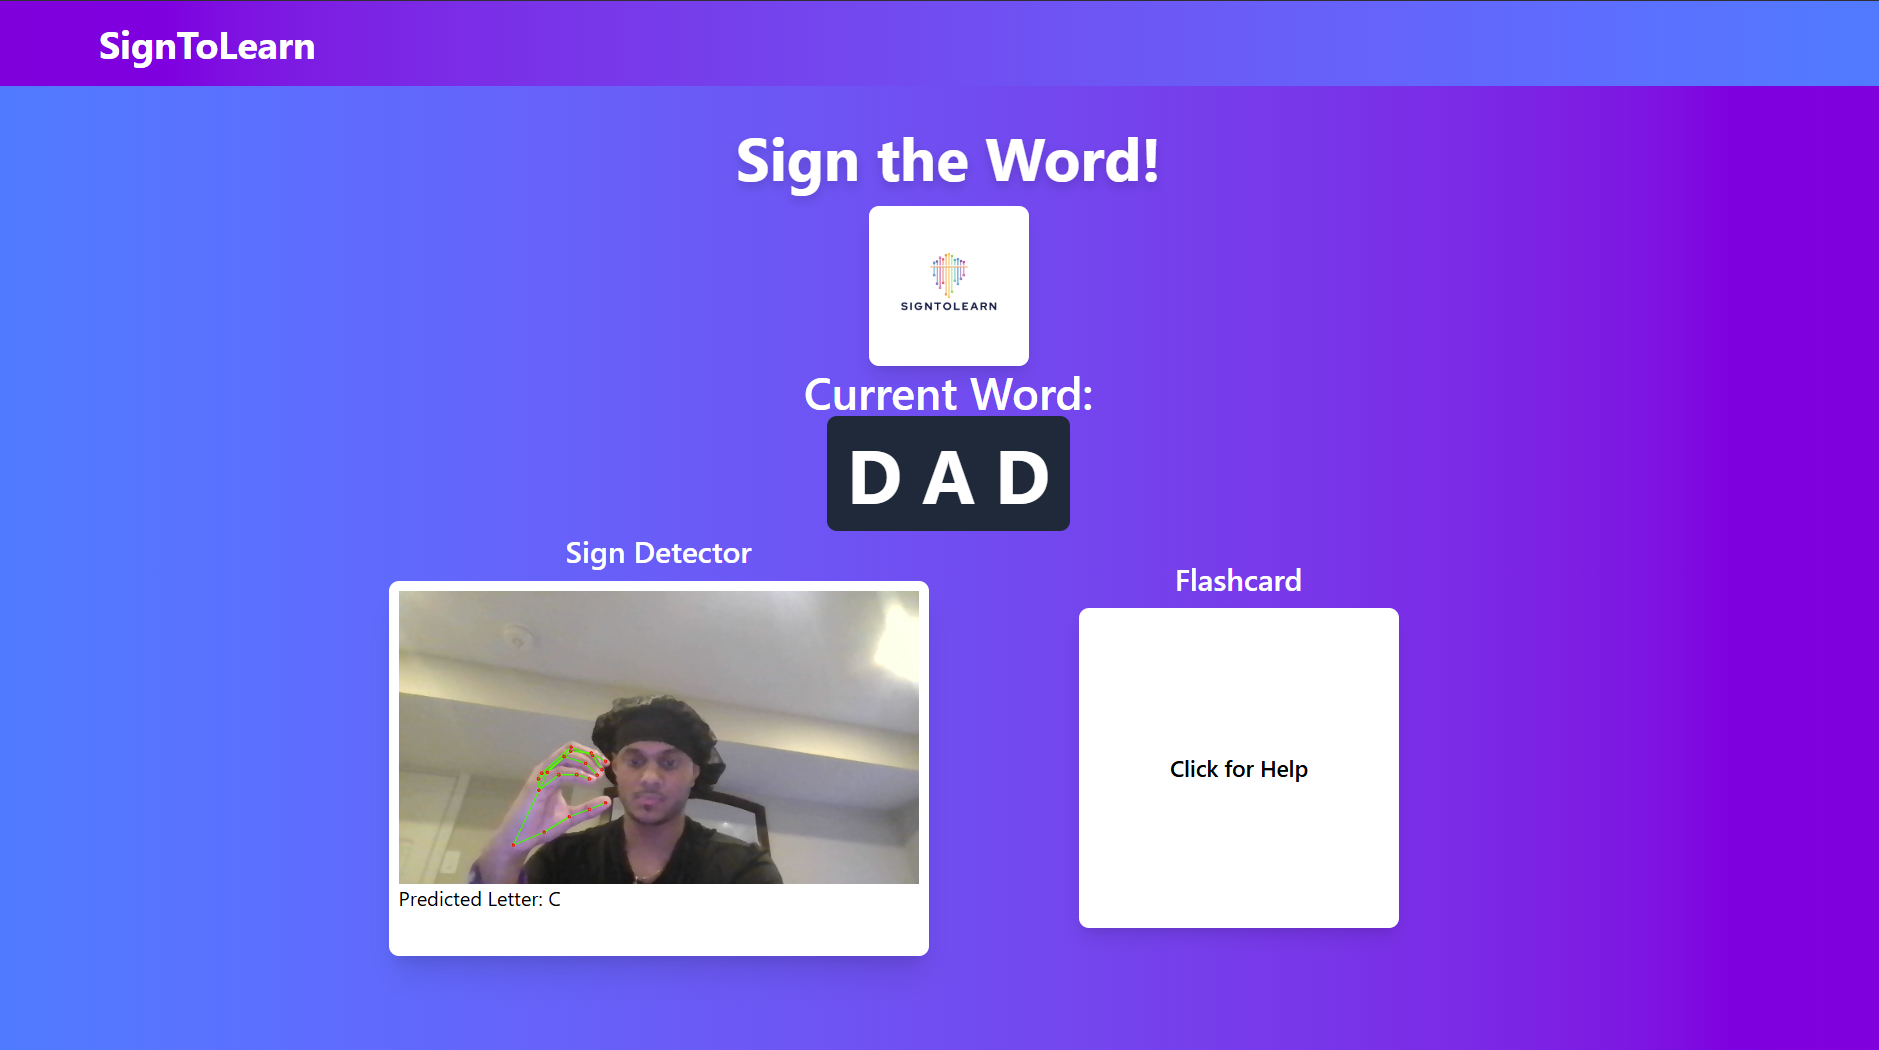 SignToLearn
Sign the Word!
SIGNTOLEARN
Current Word:
D A D
Sign Detector
Flashcard
Click for Help
Predicted Letter: C